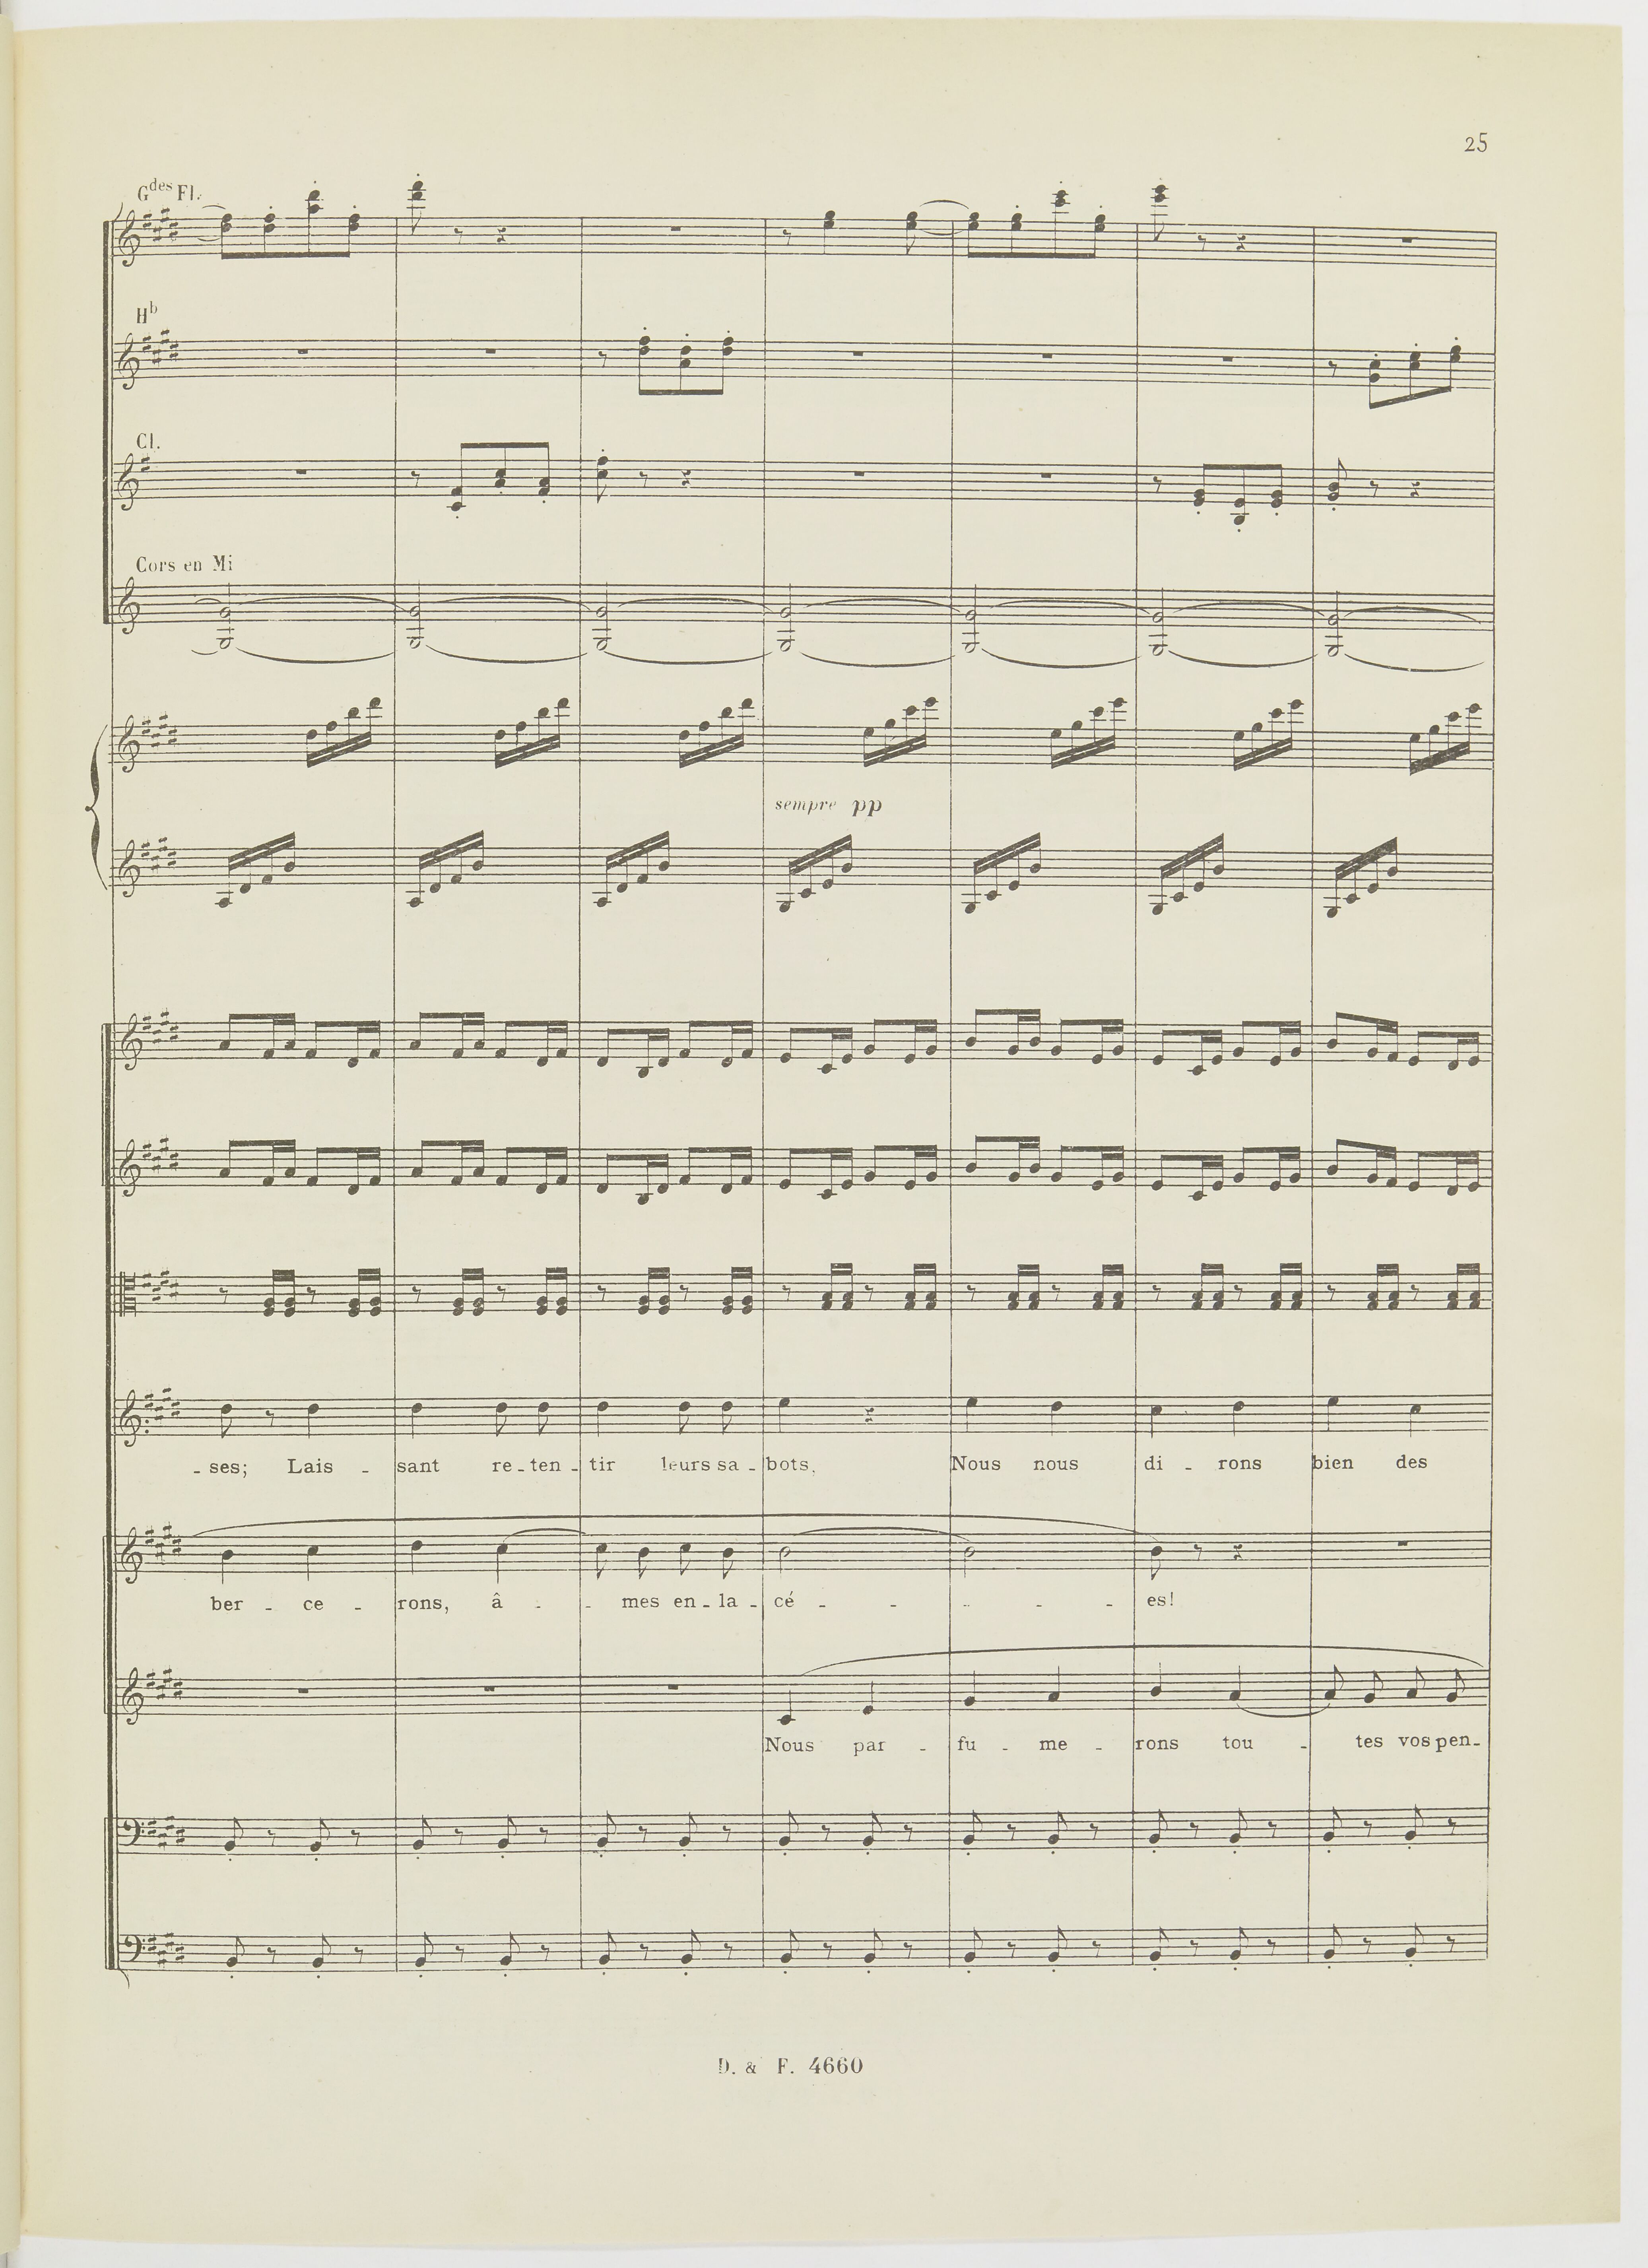 25
Gdes Fl.
Hb
Cl.
Cors en Mi
sempre pp
- ses; Lais - sant re - ten - tir leurs sa - bots, Nous nous di - rons bien des
ber - ce - rons, â - - mes en - la - cé - - - - - es!
Nous par - fu - me - rons tou - tes vos pen -
D. & F. 4660